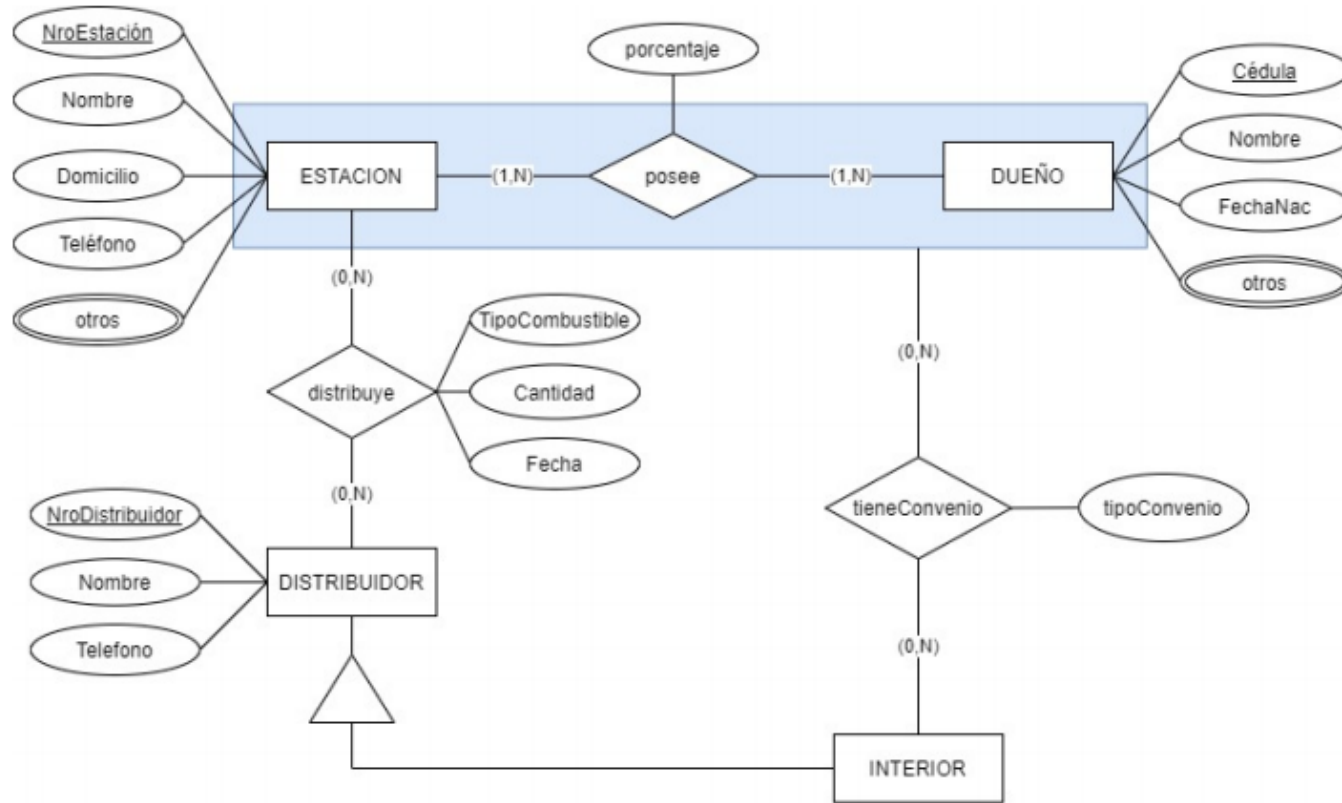 NroEstación
Nombre
Domicilio
Teléfono
otros
ESTACION
(1,N)
porcentaje
posee
(1,N)
DUEÑO
Cédula
Nombre
FechaNac
otros
(0,N)
distribuye
TipoCombustible
Cantidad
Fecha
(0,N)
NroDistribuidor
Nombre
Telefono
DISTRIBUIDOR
(0,N)
tieneConvenio
tipoConvenio
(0,N)
INTERIOR